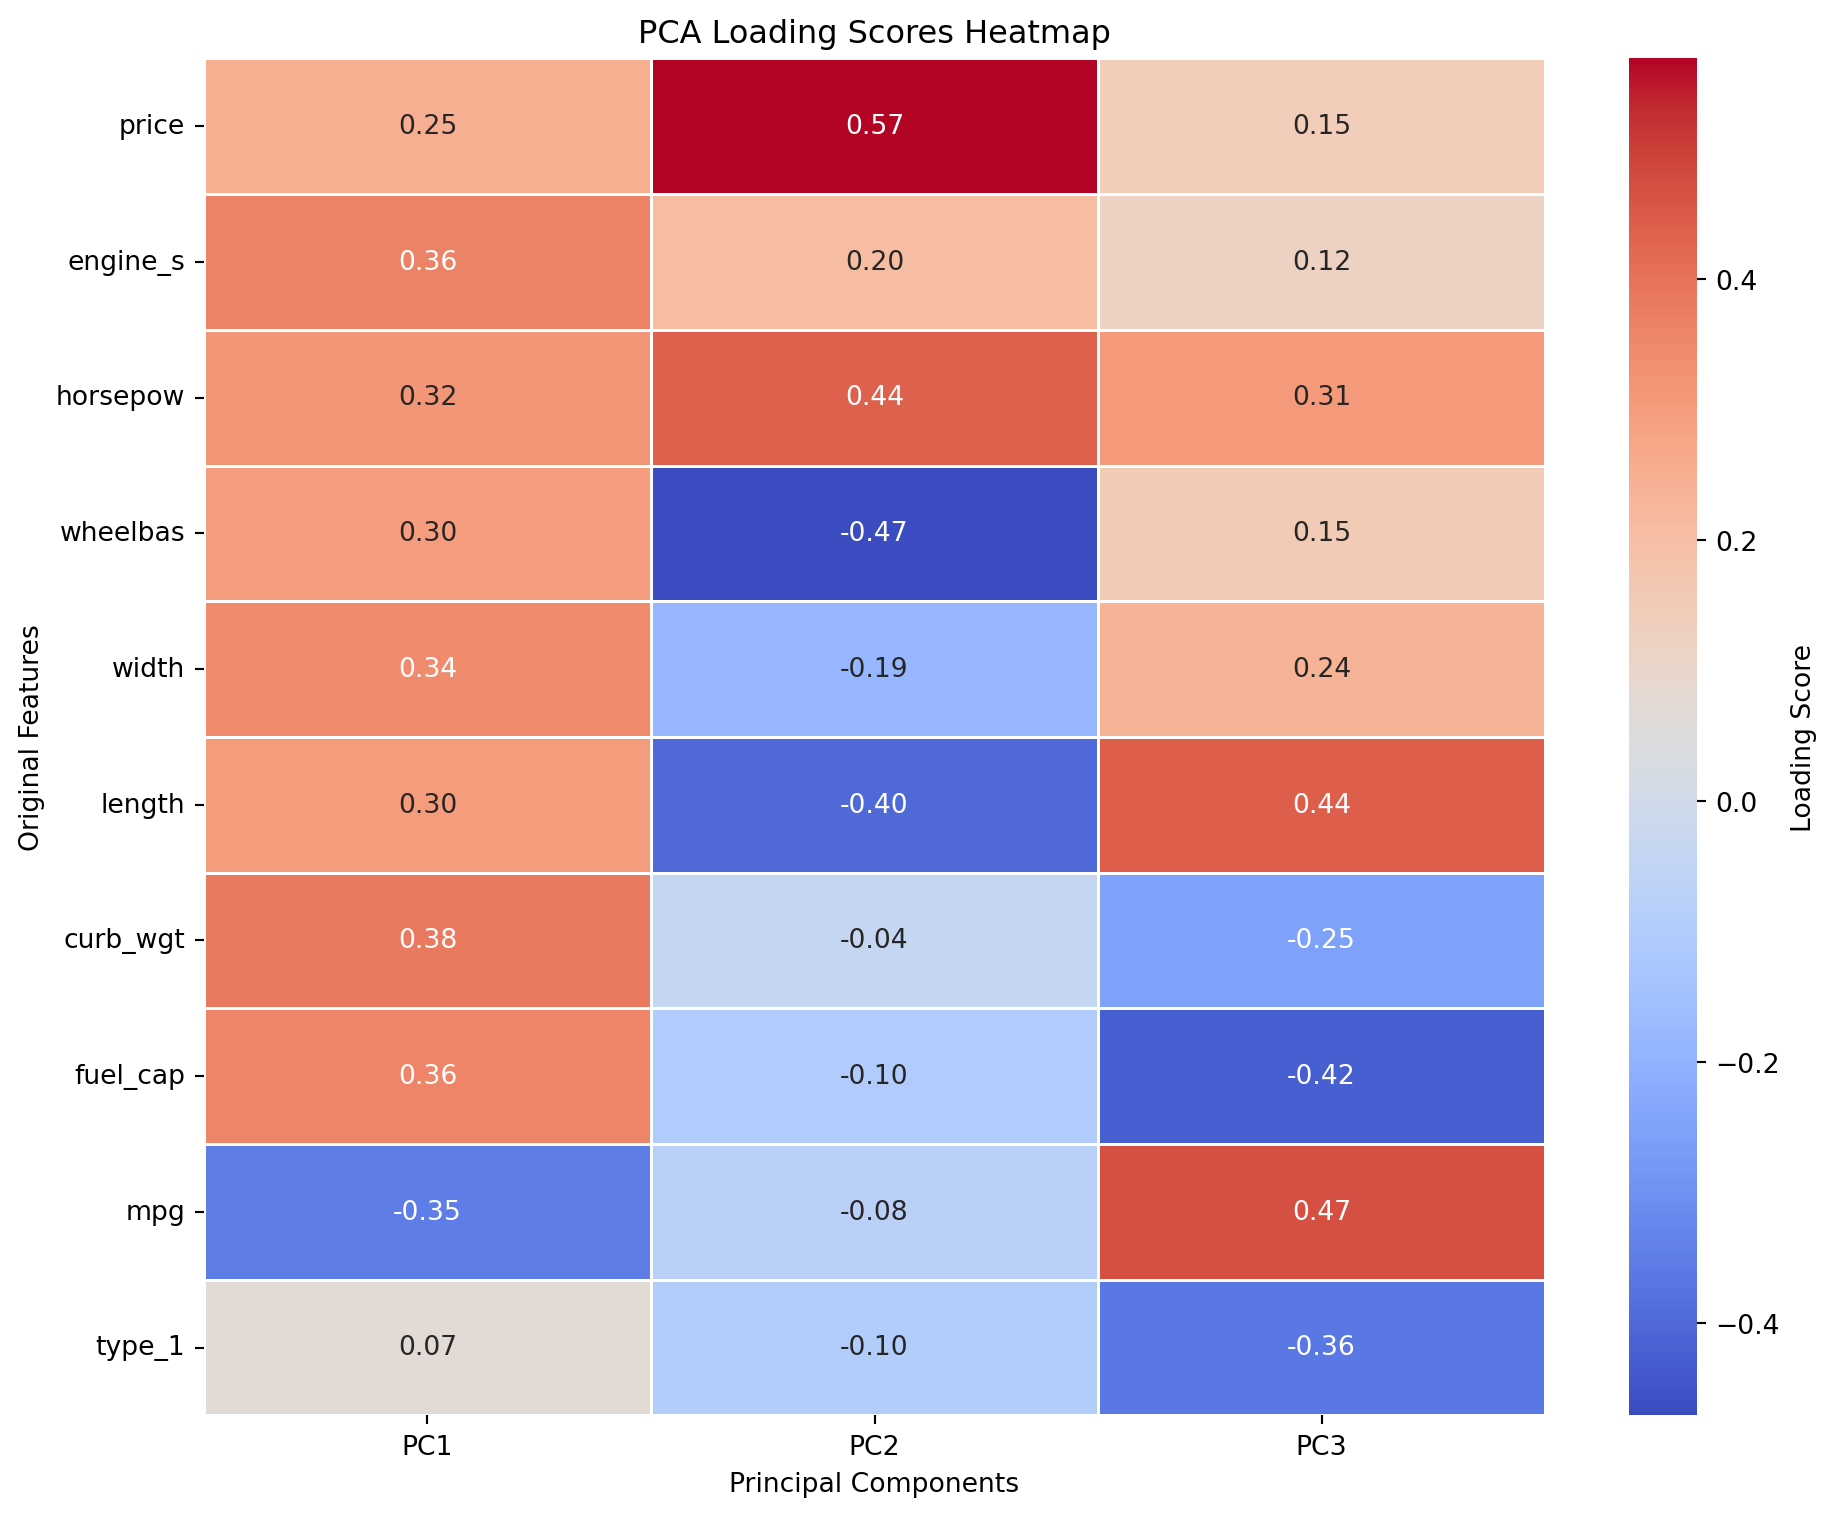 PCA Loading Scores Heatmap
price 0.25 0.57 0.15
engine_s 0.36 0.20 0.12
horsepow 0.32 0.44 0.31
wheelbas 0.30 -0.47 0.15
width 0.34 -0.19 0.24
length 0.30 -0.40 0.44
curb_wgt 0.38 -0.04 -0.25
fuel_cap 0.36 -0.10 -0.42
mpg -0.35 -0.08 0.47
type_1 0.07 -0.10 -0.36
PC1 PC2 PC3
Principal Components
Original Features
0.4
0.2
0.0
−0.2
−0.4
Loading Score